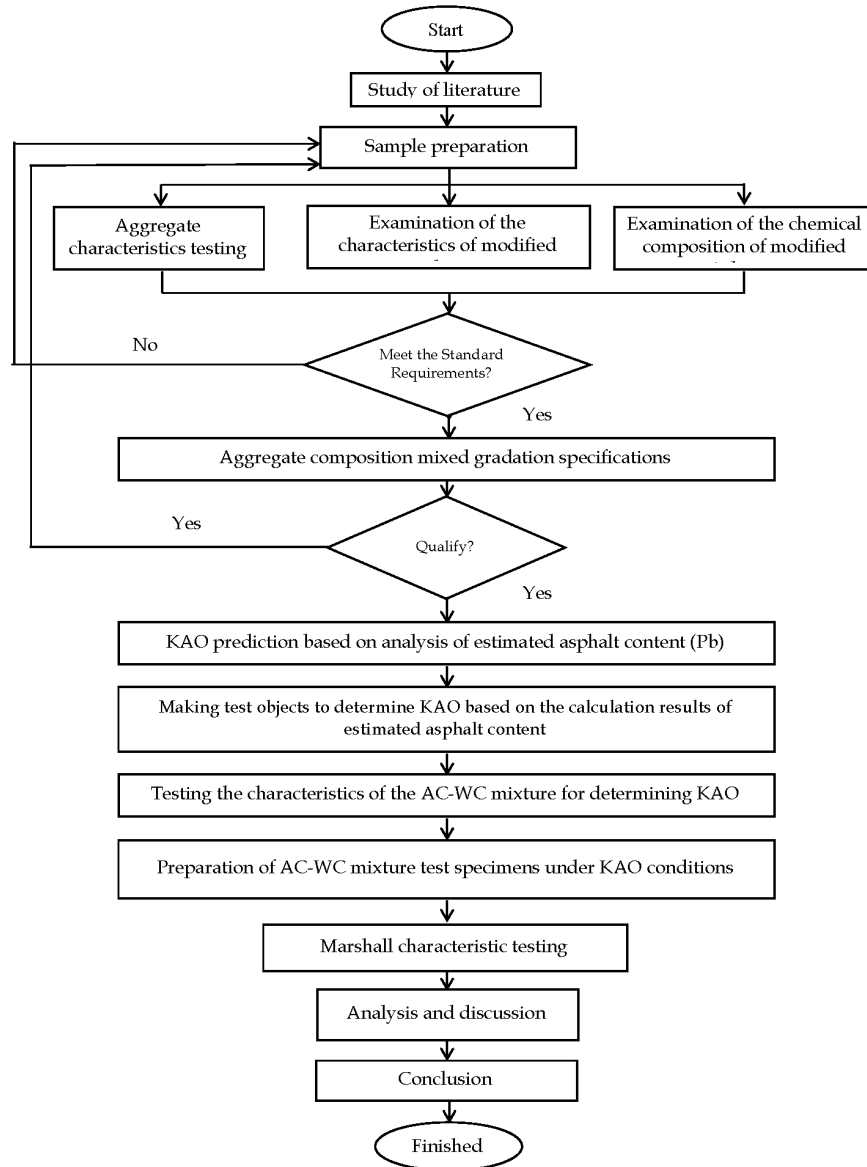 Start
Study of literature
Sample preparation
Aggregate
characteristics testing
Examination of the
characteristics of modified
Examination of the chemical
composition of modified
No
Meet the Standard
Requirements?
Yes
Aggregate composition mixed gradation specifications
Yes
Qualify?
Yes
KAO prediction based on analysis of estimated asphalt content (Pb)
Making test objects to determine KAO based on the calculation results of
estimated asphalt content
Testing the characteristics of the AC-WC mixture for determining KAO
Preparation of AC-WC mixture test specimens under KAO conditions
Marshall characteristic testing
Analysis and discussion
Conclusion
Finished